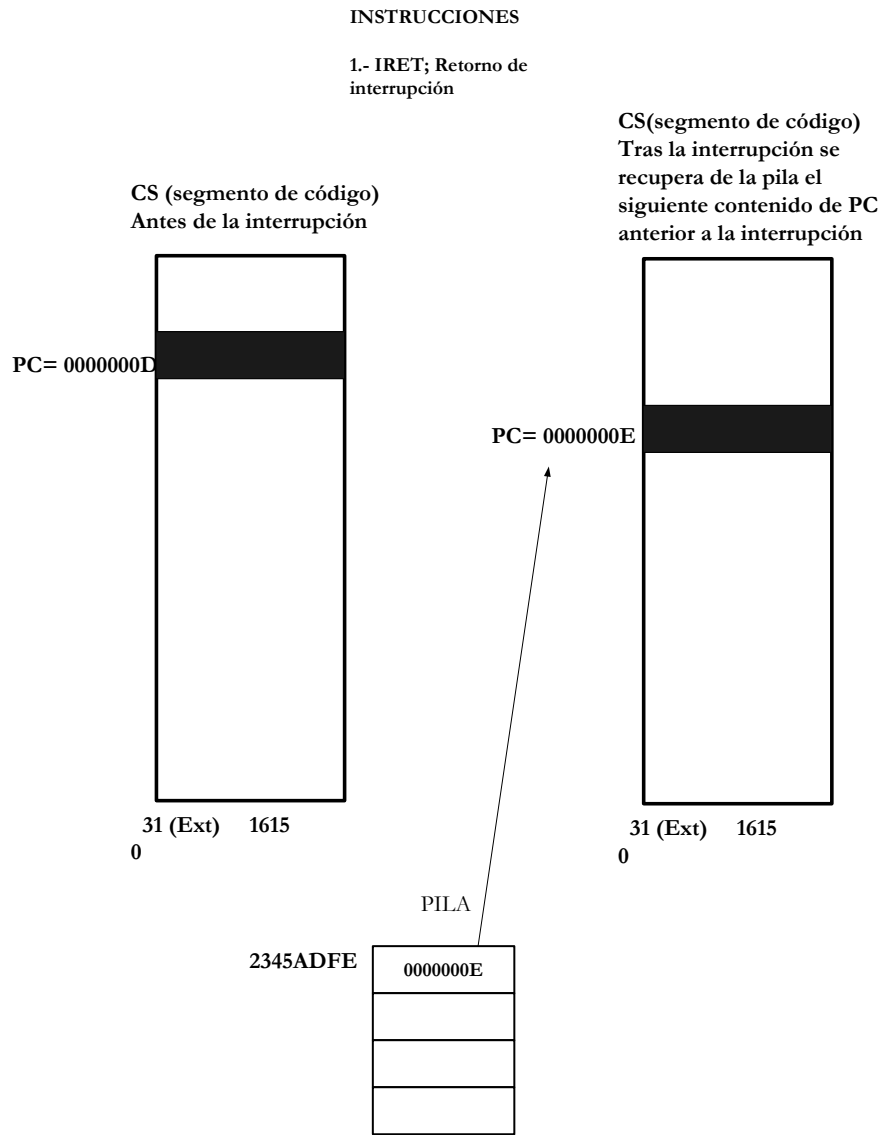 INSTRUCCIONES
1.- IRET; Retorno de
interrupción
CS (segmento de código)
Antes de la interrupción
PC= 0000000D
31 (Ext) 1615
0
CS(segmento de código)
Tras la interrupción se
recupera de la pila el
siguiente contenido de PC
anterior a la interrupción
PC= 0000000E
31 (Ext) 1615
0
PILA
2345ADFE
0000000E